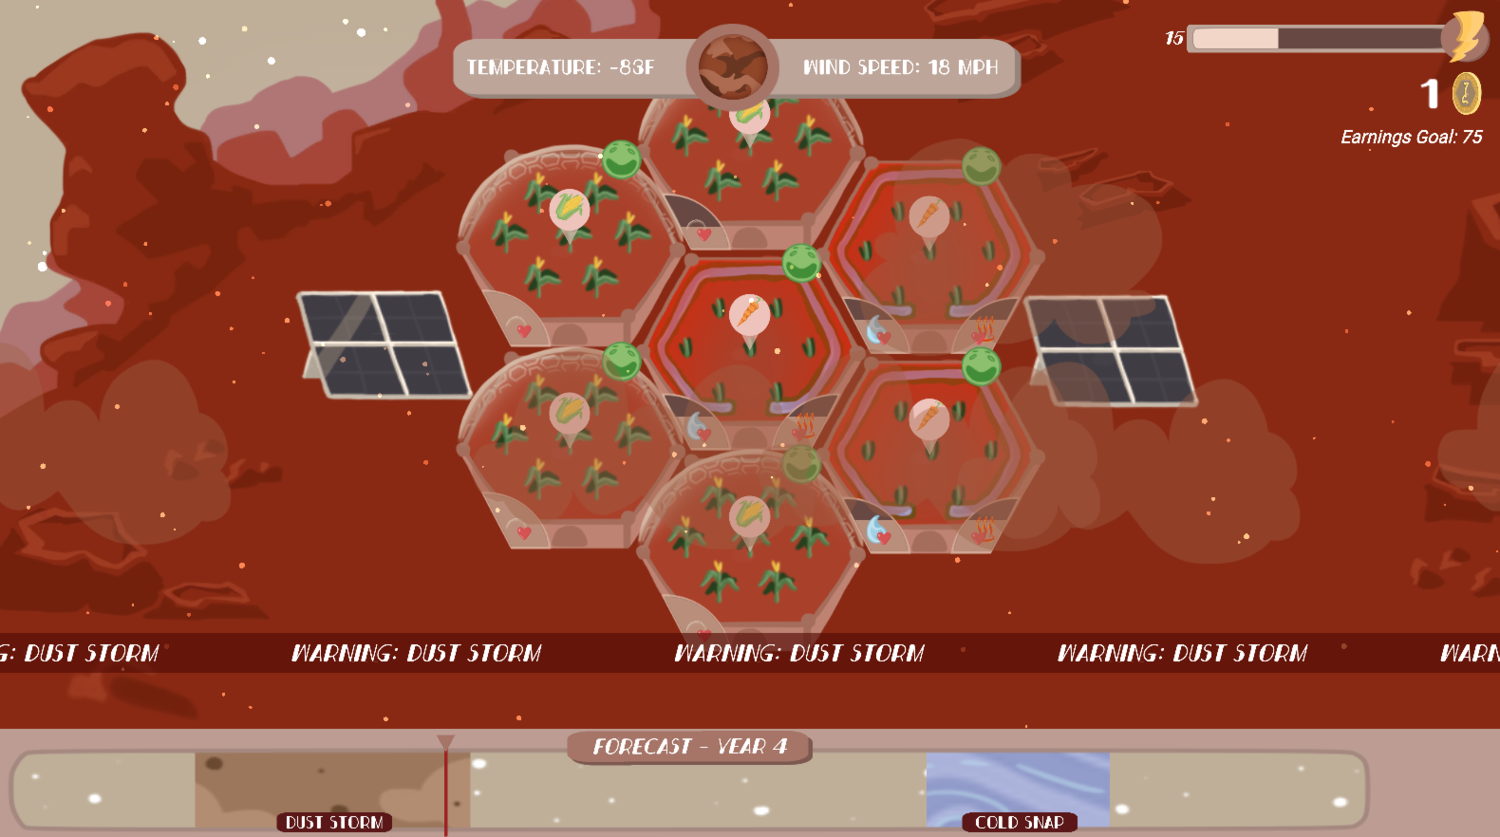 TEMPERATURE: -83F
WIND SPEED: 18 MPH
15
1
Earnings Goal: 75
G: DUST STORM WARNING: DUST STORM WARNING: DUST STORM WARNING: DUST STORM WARN
FORECAST - YEAR 4
DUST STORM
COLD SNAP